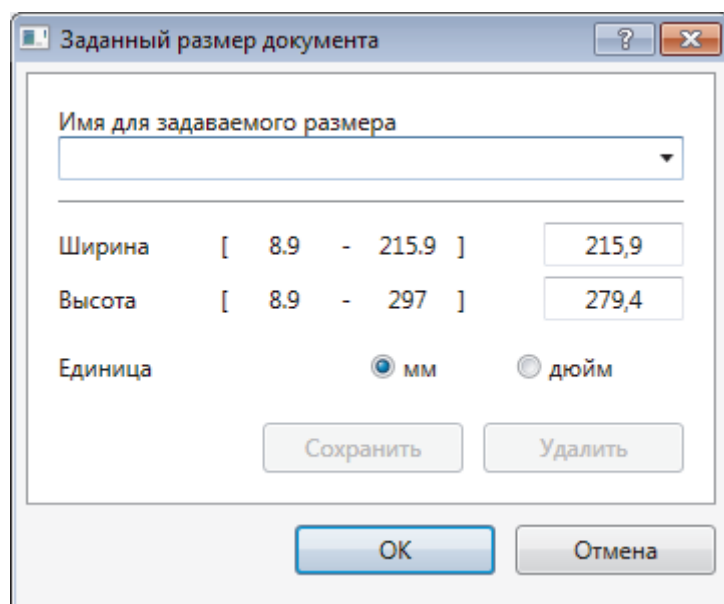 Заданный размер документа
Имя для задаваемого размера
Ширина [ 8.9 - 215.9 ] 215,9
Высота [ 8.9 - 297 ] 279,4
Единица мм дюйм
Сохранить Удалить
OK Отмена